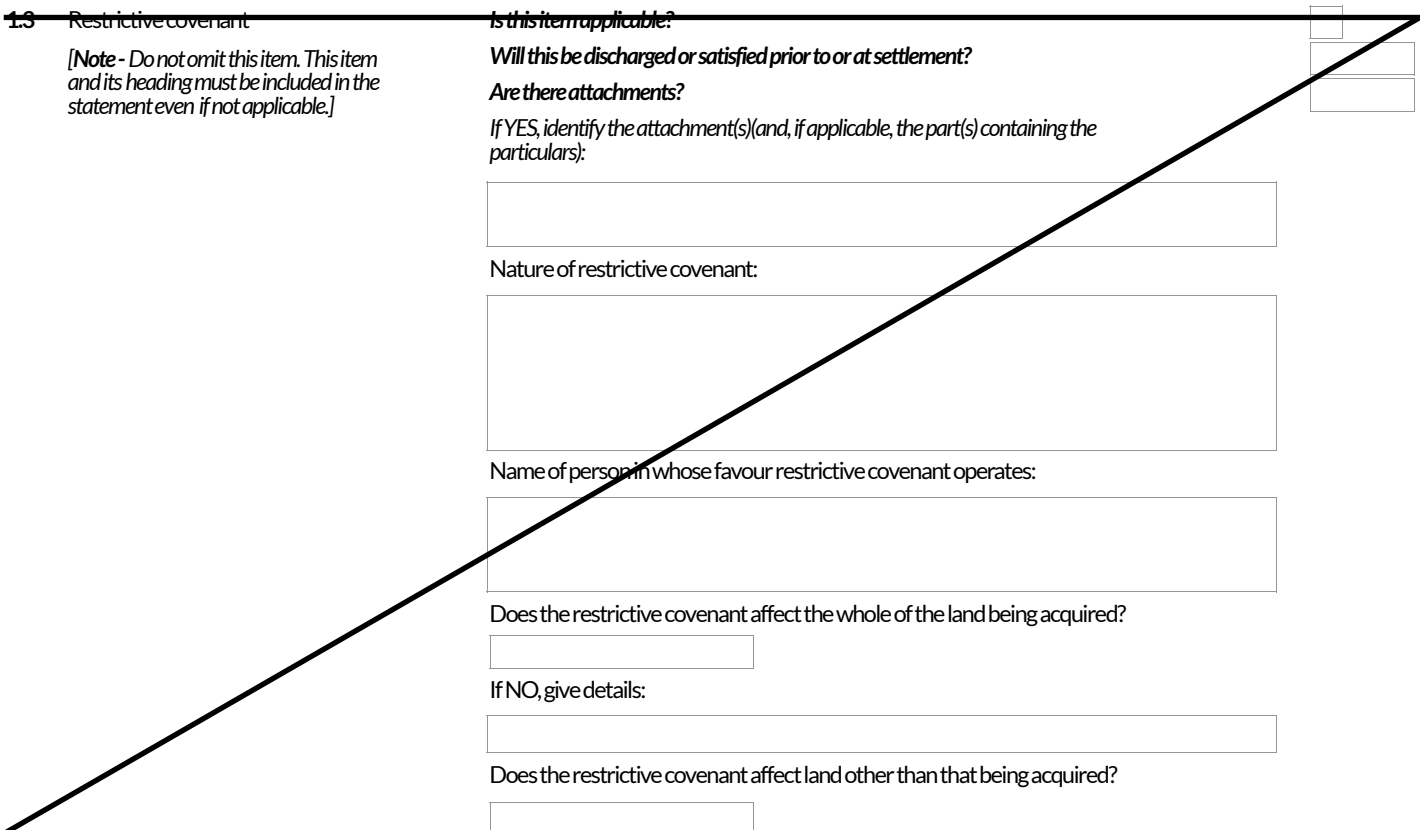 1.3 Restrictive covenant
[Note - Do not omit this item. This item
and its heading must be included in the
statement even if not applicable.]
Is this item applicable?
Will this be discharged or satisfied prior to or at settlement?
Are there attachments?
If YES, identify the attachment(s)(and, if applicable, the part(s) containing the
particulars):
Nature of restrictive covenant:
Name of person in whose favour restrictive covenant operates:
Does the restrictive covenant affect the whole of the land being acquired?
If NO, give details:
Does the restrictive covenant affect land other than that being acquired?